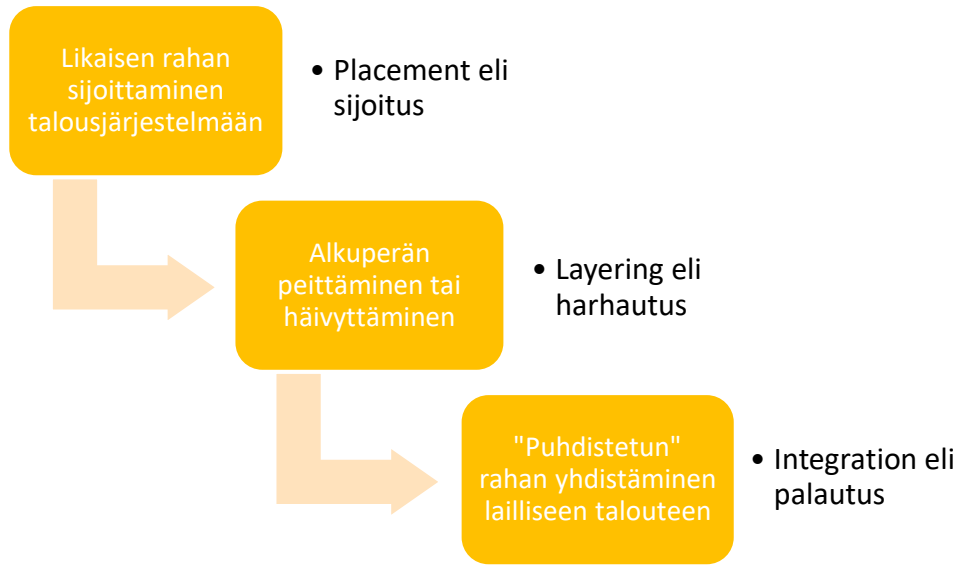 Likaisen rahan
sijoittaminen
talousjärjestelmään
• Placement eli
sijoitus
Alkuperän
peittäminen tai
häivyttäminen
• Layering eli
harhautus
"Puhdistetun"
rahan yhdistäminen
lailliseen talouteen
• Integration eli
palautus